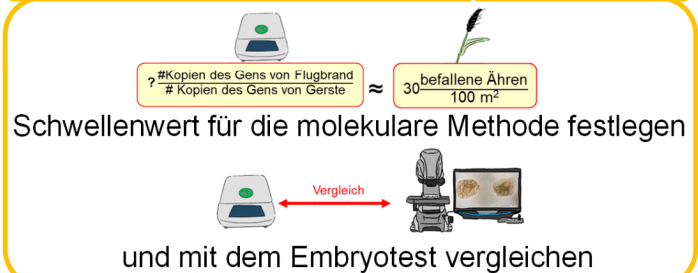 ? #Kopien des Gens von Flugbrand / # Kopien des Gens von Gerste ≈ 30 befallene Ähren / 100 m²
Schwellenwert für die molekulare Methode festlegen
Vergleich
und mit dem Embryotest vergleichen